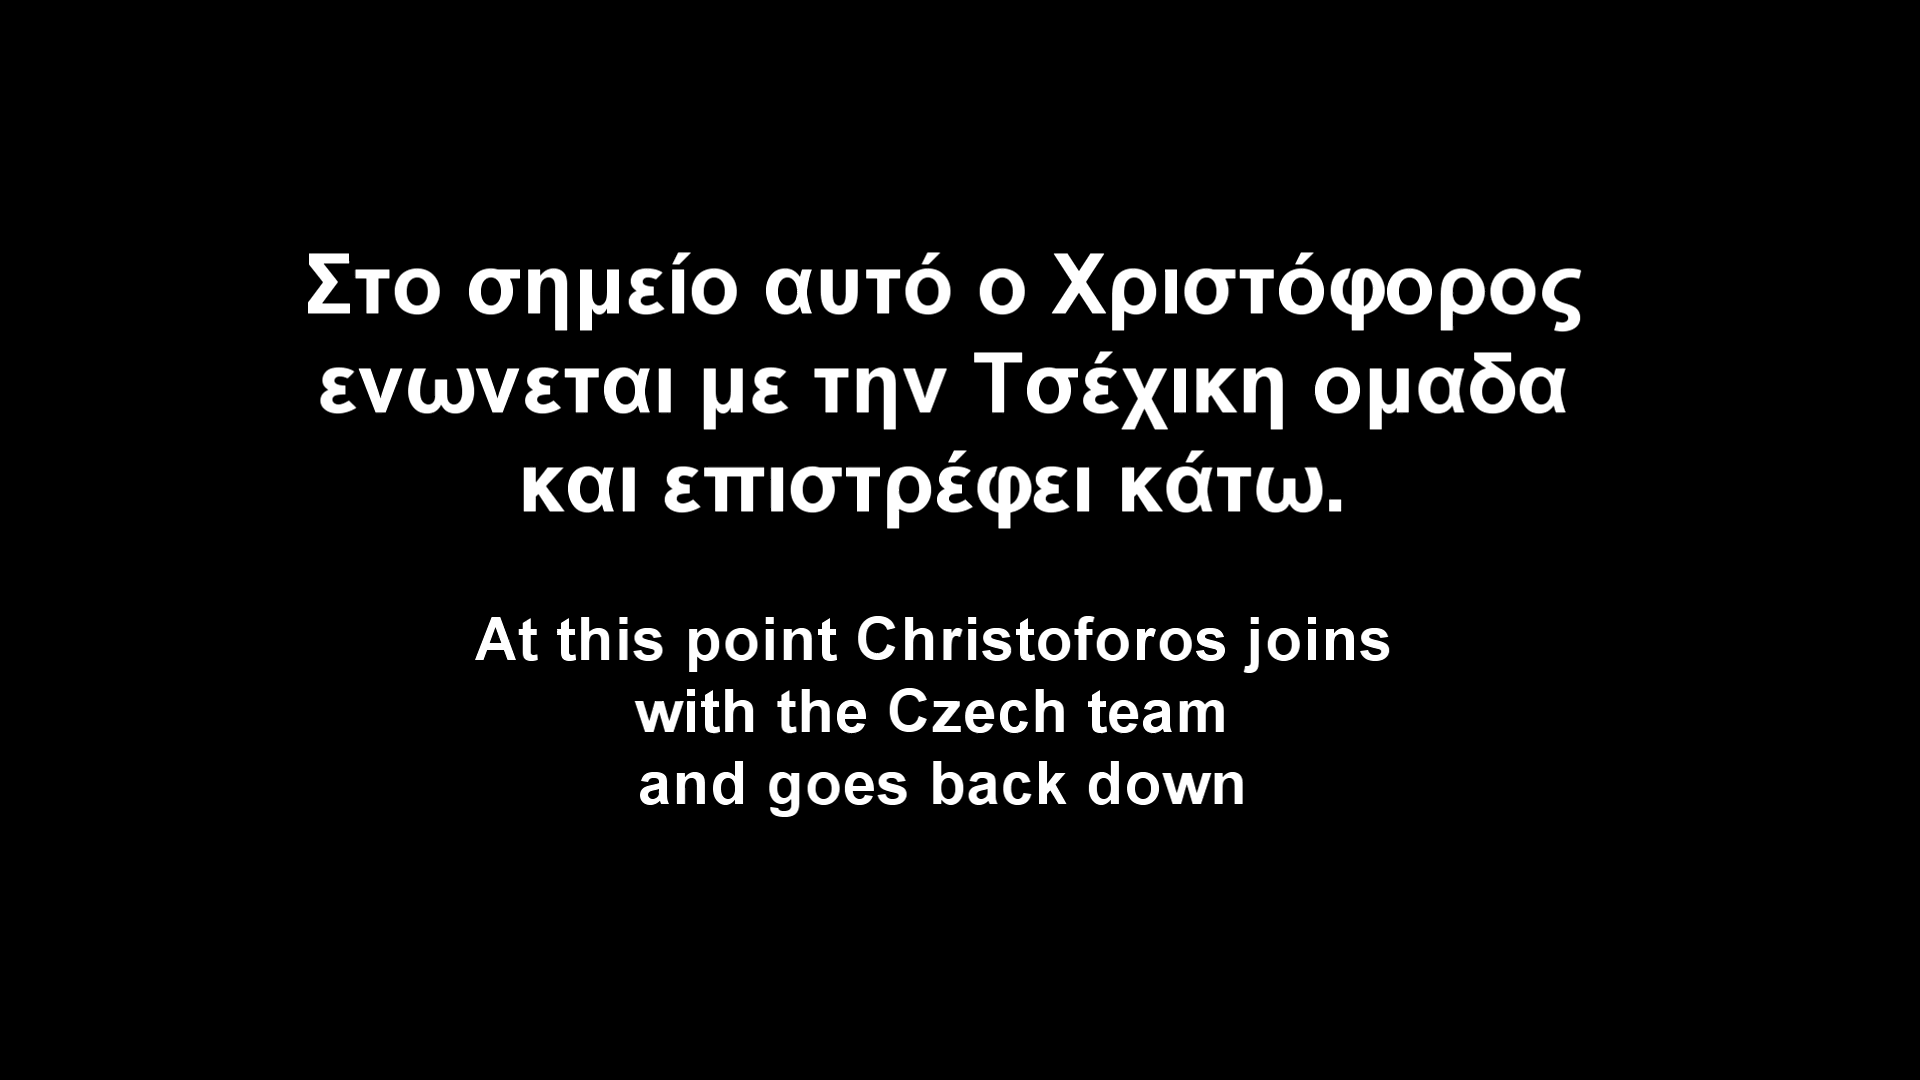 Στο σημείο αυτό ο Χριστόφορος
ενωνεται με την Τσέχικη ομαδα
και επιστρέφει κάτω.
At this point Christoforos joins
with the Czech team
and goes back down